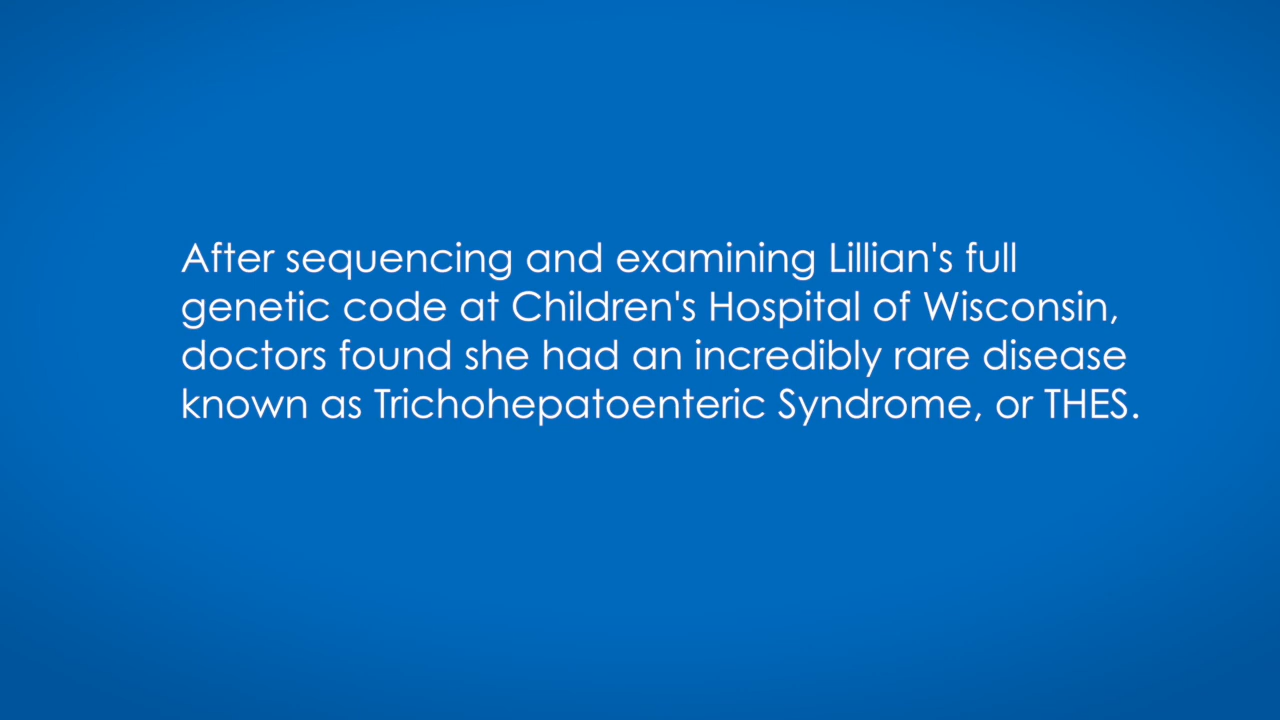 After sequencing and examining Lillian's full
genetic code at Children's Hospital of Wisconsin,
doctors found she had an incredibly rare disease
known as Trichohepatoenteric Syndrome, or THES.